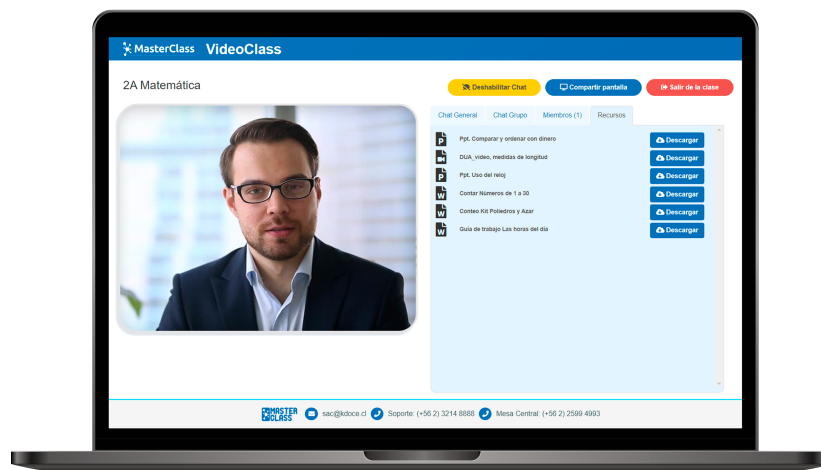 MasterClass VideoClass
2A Matemática
Deshabilitar Chat Compartir pantalla Salir de la clase
Chat General Chat Grupo Miembros (1) Recursos
Ppt. Comparar y ordenar con dinero Descargar
DUA_video, medidas de longitud Descargar
Ppt. Uso del reloj Descargar
Contar Números de 1 a 30 Descargar
Conteo Kit Poliedros y Azar Descargar
Guía de trabajo Las horas del día Descargar
MASTER CLASS sac@kdoce.cl Soporte: (+56 2) 3214 8888 Mesa Central: (+56 2) 2599 4993